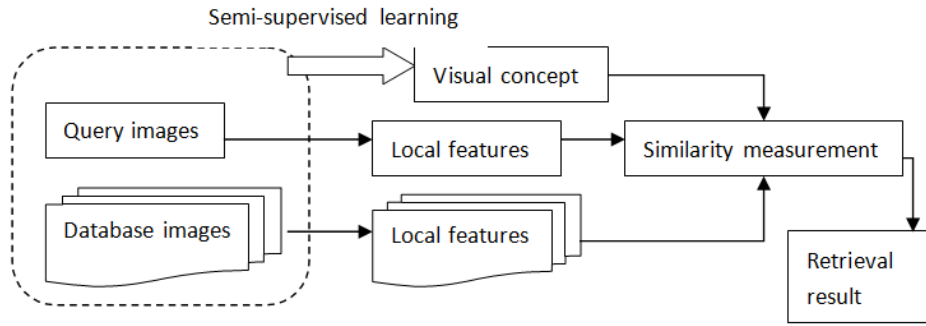 Semi-supervised learning
Visual concept
Query images
Local features
Similarity measurement
Database images
Local features
Retrieval
result